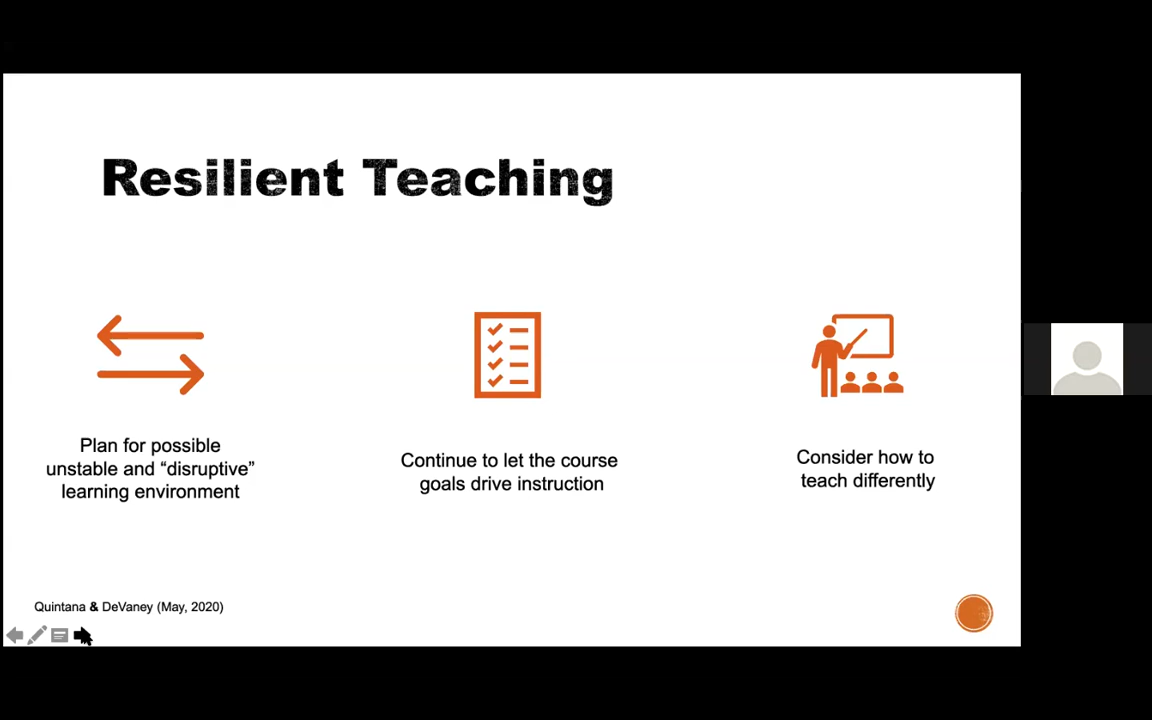 Resilient Teaching
Plan for possible
unstable and “disruptive”
learning environment
Continue to let the course
goals drive instruction
Consider how to
teach differently
Quintana & DeVaney (May, 2020)